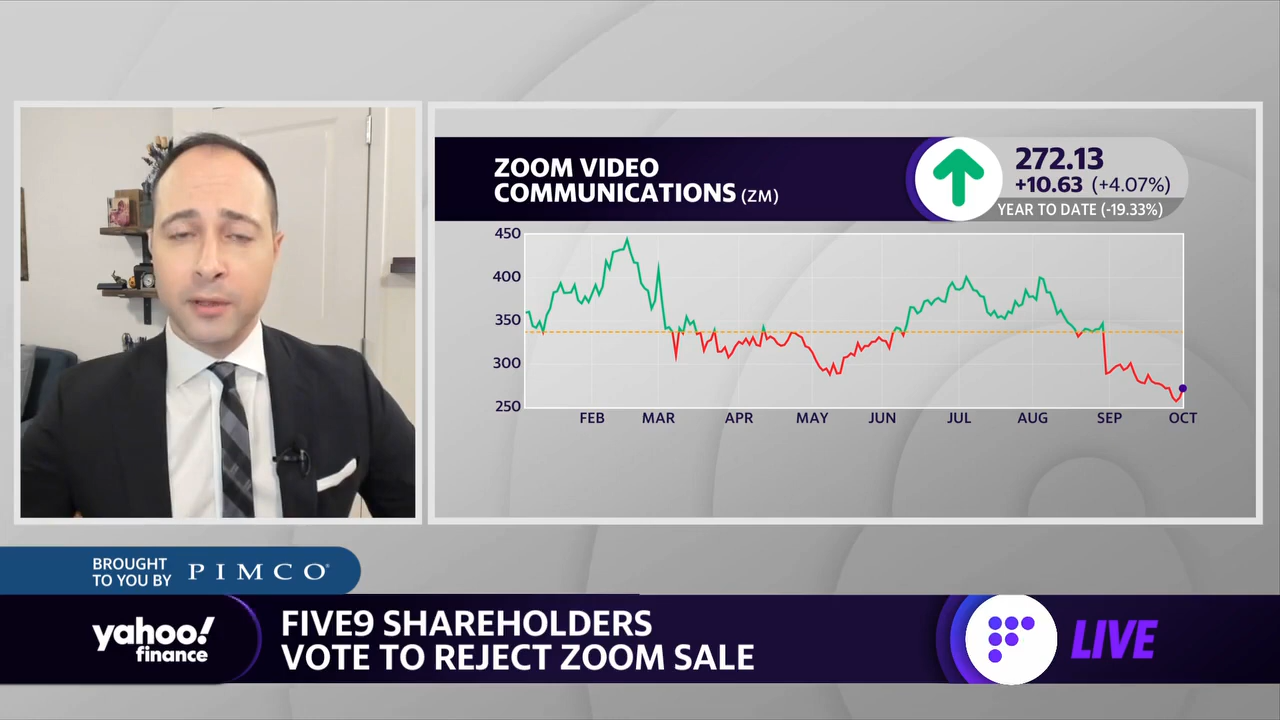 ZOOM VIDEO
COMMUNICATIONS (ZM)
272.13
+10.63 (+4.07%)
YEAR TO DATE (-19.33%)
450
400
350
300
250
FEB MAR APR MAY JUN JUL AUG SEP OCT
BROUGHT
TO YOU BY
PIMCO
yahoo!
finance
FIVE9 SHAREHOLDERS
VOTE TO REJECT ZOOM SALE
LIVE